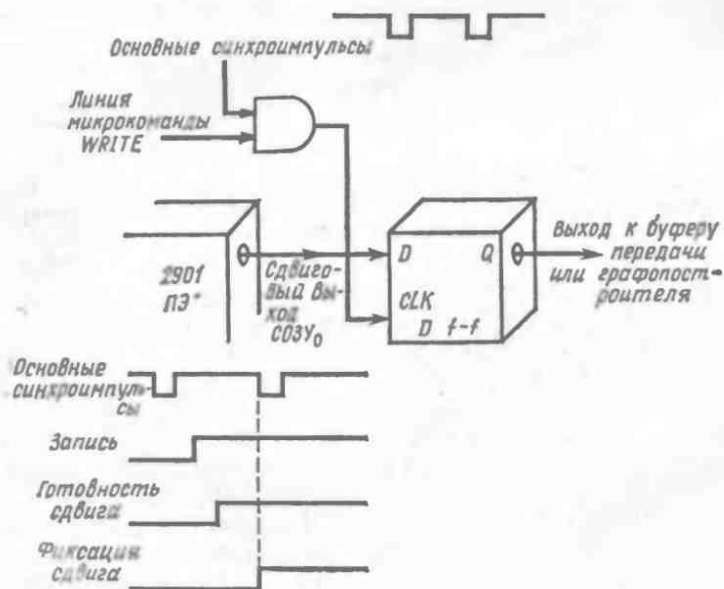 Основные синхроимпульсы
Линия
микрокоманды
WRITE
2901
ПЭ"
Сдвиго-
вый вы-
ход
СОЗУ₀
D Q
CLK
D f-f
Выход к буферу
передачи
или графопост-
роителя
Основные
синхроимпуль-
сы
Запись
Готовность
сдвига
Фиксация
сдвига